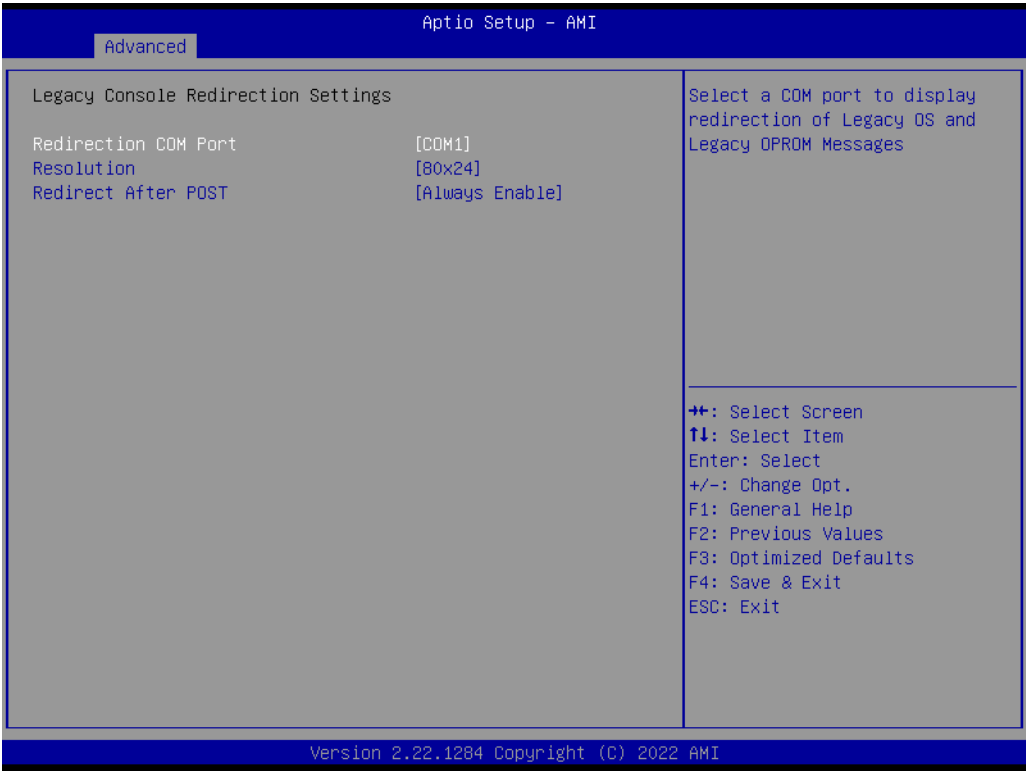 Aptio Setup – AMI
Advanced
Legacy Console Redirection Settings
Redirection COM Port [COM1]
Resolution [80x24]
Redirect After POST [Always Enable]
Select a COM port to display
redirection of Legacy OS and
Legacy OPROM Messages
→←: Select Screen
↑↓: Select Item
Enter: Select
+/-: Change Opt.
F1: General Help
F2: Previous Values
F3: Optimized Defaults
F4: Save & Exit
ESC: Exit
Version 2.22.1284 Copyright (C) 2022 AMI